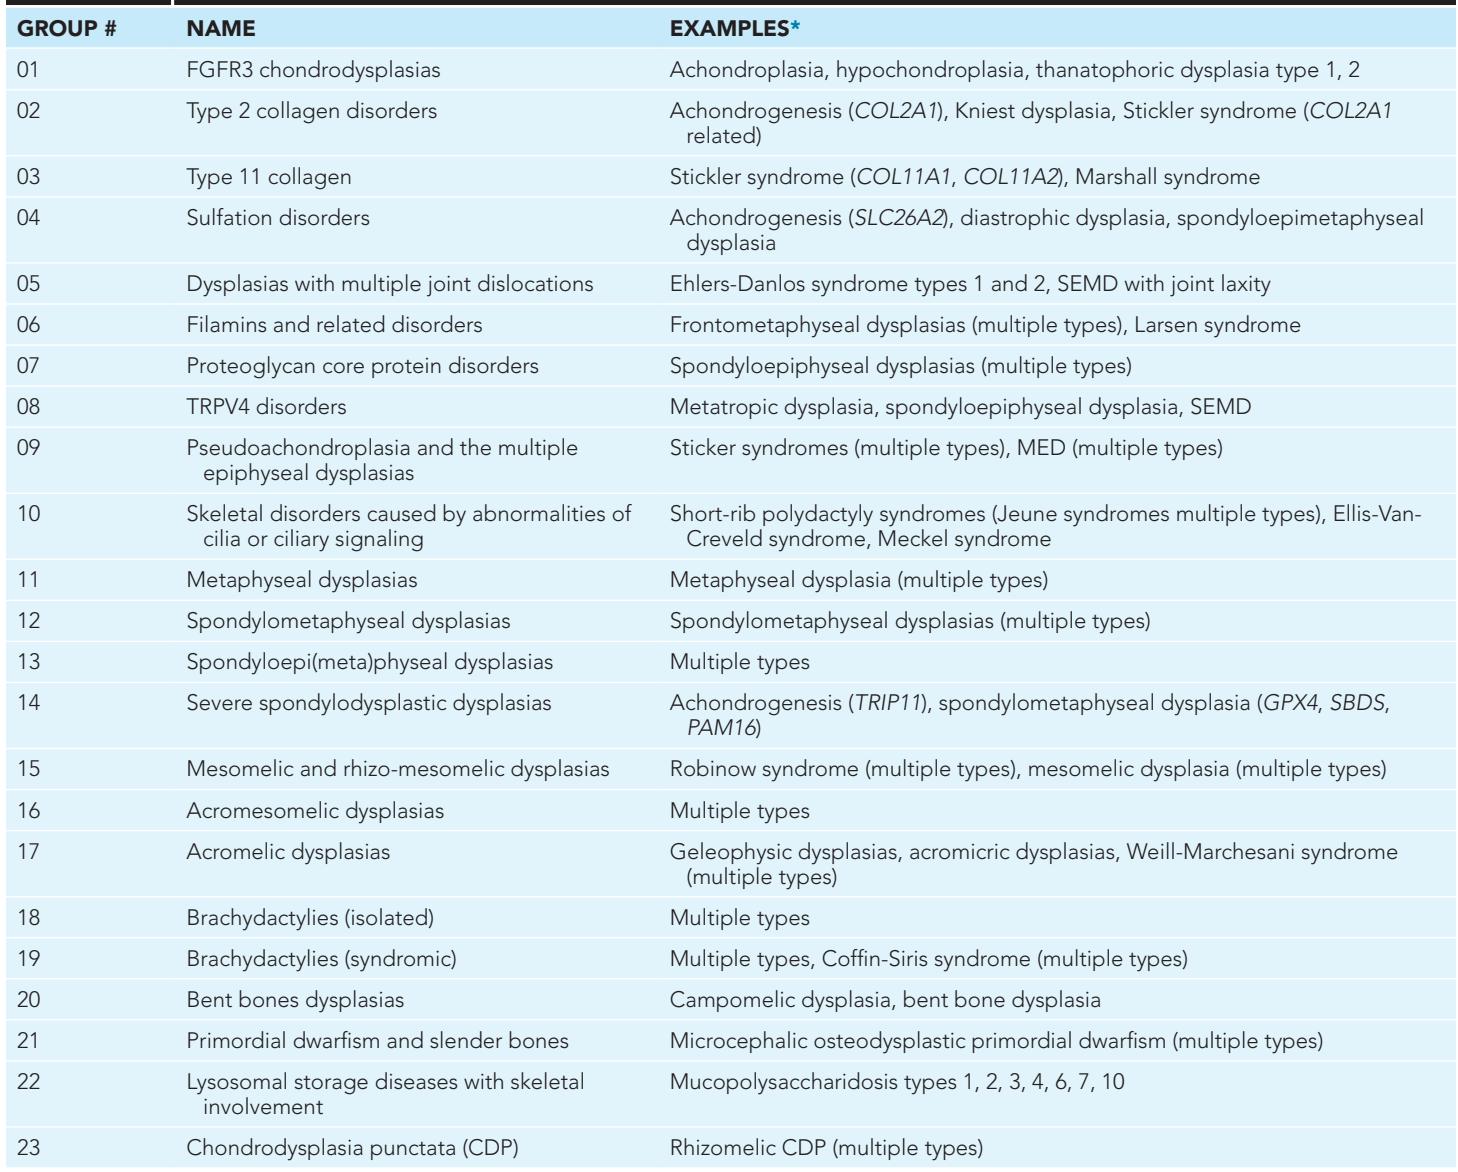 GROUP # NAME EXAMPLES*
01 FGFR3 chondrodysplasias Achondroplasia, hypochondroplasia, thanatophoric dysplasia type 1, 2
02 Type 2 collagen disorders Achondrogenesis (COL2A1), Kniest dysplasia, Stickler syndrome (COL2A1
related)
03 Type 11 collagen Stickler syndrome (COL11A1, COL11A2), Marshall syndrome
04 Sulfation disorders Achondrogenesis (SLC26A2), diastrophic dysplasia, spondyloepimetaphyseal
dysplasia
05 Dysplasias with multiple joint dislocations Ehlers-Danlos syndrome types 1 and 2, SEMD with joint laxity
06 Filamins and related disorders Frontometaphyseal dysplasias (multiple types), Larsen syndrome
07 Proteoglycan core protein disorders Spondyloepiphyseal dysplasias (multiple types)
08 TRPV4 disorders Metatropic dysplasia, spondyloepiphyseal dysplasia, SEMD
09 Pseudoachondroplasia and the multiple Sticker syndromes (multiple types), MED (multiple types)
epiphyseal dysplasias
10 Skeletal disorders caused by abnormalities of Short-rib polydactyly syndromes (Jeune syndromes multiple types), Ellis-Van-
cilia or ciliary signaling Creveld syndrome, Meckel syndrome
11 Metaphyseal dysplasias Metaphyseal dysplasia (multiple types)
12 Spondylometaphyseal dysplasias Spondylometaphyseal dysplasias (multiple types)
13 Spondyloepi(meta)physeal dysplasias Multiple types
14 Severe spondylodysplastic dysplasias Achondrogenesis (TRIP11), spondylometaphyseal dysplasia (GPX4, SBDS,
PAM16)
15 Mesomelic and rhizo-mesomelic dysplasias Robinow syndrome (multiple types), mesomelic dysplasia (multiple types)
16 Acromesomelic dysplasias Multiple types
17 Acromelic dysplasias Geleophysic dysplasias, acromicric dysplasias, Weill-Marchesani syndrome
(multiple types)
18 Brachydactylies (isolated) Multiple types
19 Brachydactylies (syndromic) Multiple types, Coffin-Siris syndrome (multiple types)
20 Bent bones dysplasias Campomelic dysplasia, bent bone dysplasia
21 Primordial dwarfism and slender bones Microcephalic osteodysplastic primordial dwarfism (multiple types)
22 Lysosomal storage diseases with skeletal Mucopolysaccharidosis types 1, 2, 3, 4, 6, 7, 10
involvement
23 Chondrodysplasia punctata (CDP) Rhizomelic CDP (multiple types)